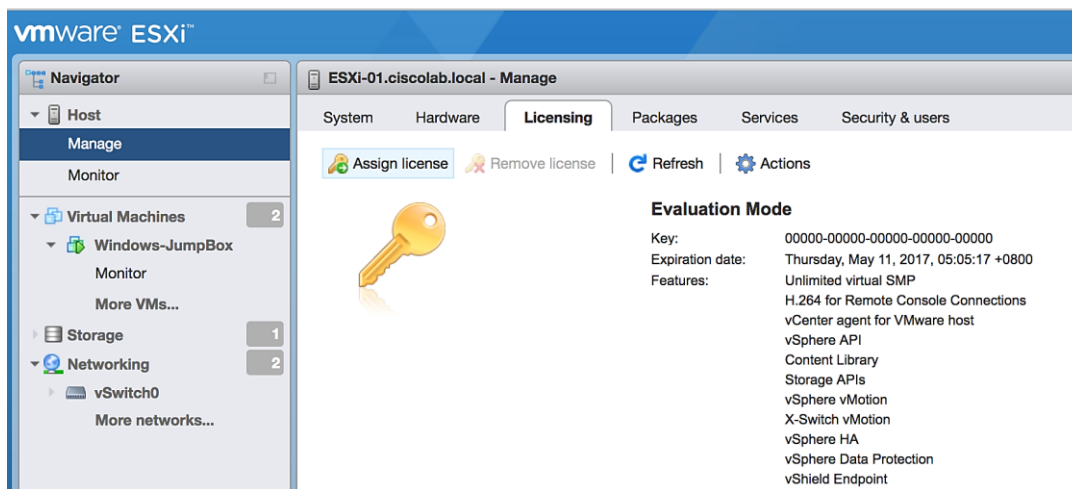 vmware® ESXi™
Navigator
Host
Manage
Monitor
Virtual Machines 2
Windows-JumpBox
Monitor
More VMs...
Storage 1
Networking 2
vSwitch0
More networks...
ESXi-01.ciscolab.local - Manage
System Hardware Licensing Packages Services Security & users
Assign license Remove license Refresh Actions
Evaluation Mode
Key: 00000-00000-00000-00000-00000
Expiration date: Thursday, May 11, 2017, 05:05:17 +0800
Features: Unlimited virtual SMP
H.264 for Remote Console Connections
vCenter agent for VMware host
vSphere API
Content Library
Storage APIs
vSphere vMotion
X-Switch vMotion
vSphere HA
vSphere Data Protection
vShield Endpoint